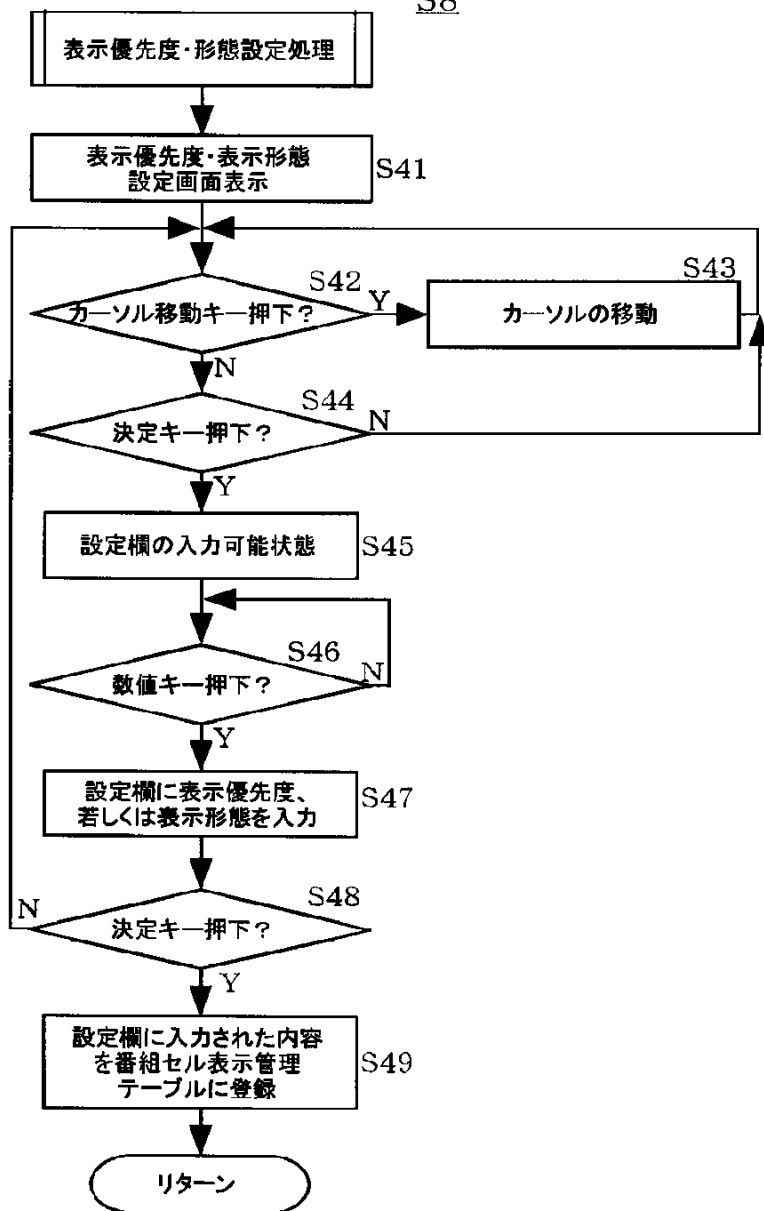 S8
表示優先度・形態設定処理
表示優先度・表示形態
設定画面表示
S41
S42
カーソル移動キー押下？
Y
S43
カーソルの移動
N
S44
決定キー押下？
N
Y
設定欄の入力可能状態
S45
S46
数値キー押下？
N
Y
設定欄に表示優先度、
若しくは表示形態を入力
S47
S48
N
決定キー押下？
Y
設定欄に入力された内容
を番組セル表示管理
テーブルに登録
S49
リターン